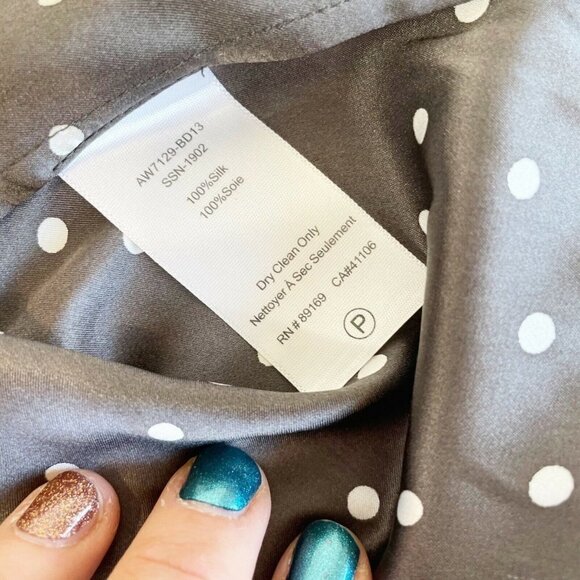 AW7129-BD13
SSN-1902
100%Silk
100%Soie
Dry Clean Only
Nettoyer À Sec Seulement
RN # 89169 CA#41106
P